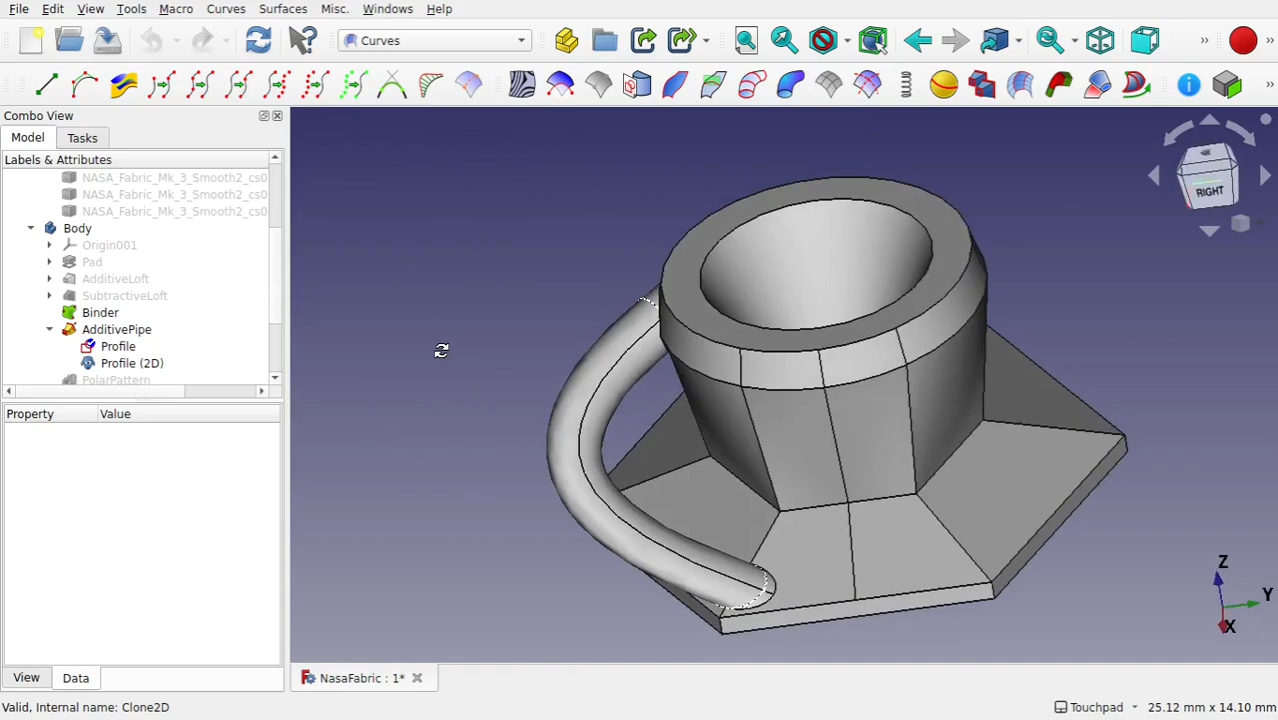 File Edit View Tools Macro Curves Surfaces Misc. Windows Help
Curves
»
»
»
Combo View
Model Tasks
Labels & Attributes
NASA_Fabric_Mk_3_Smooth2_cs0
NASA_Fabric_Mk_3_Smooth2_cs0
NASA_Fabric_Mk_3_Smooth2_cs0
Body
Origin001
Pad
AdditiveLoft
SubtractiveLoft
Binder
AdditivePipe
Profile
Profile (2D)
PolarPattern
Property Value
RIGHT
Z
Y
X
View Data
NasaFabric : 1*
Valid, Internal name: Clone2D
Touchpad 25.12 mm x 14.10 mm